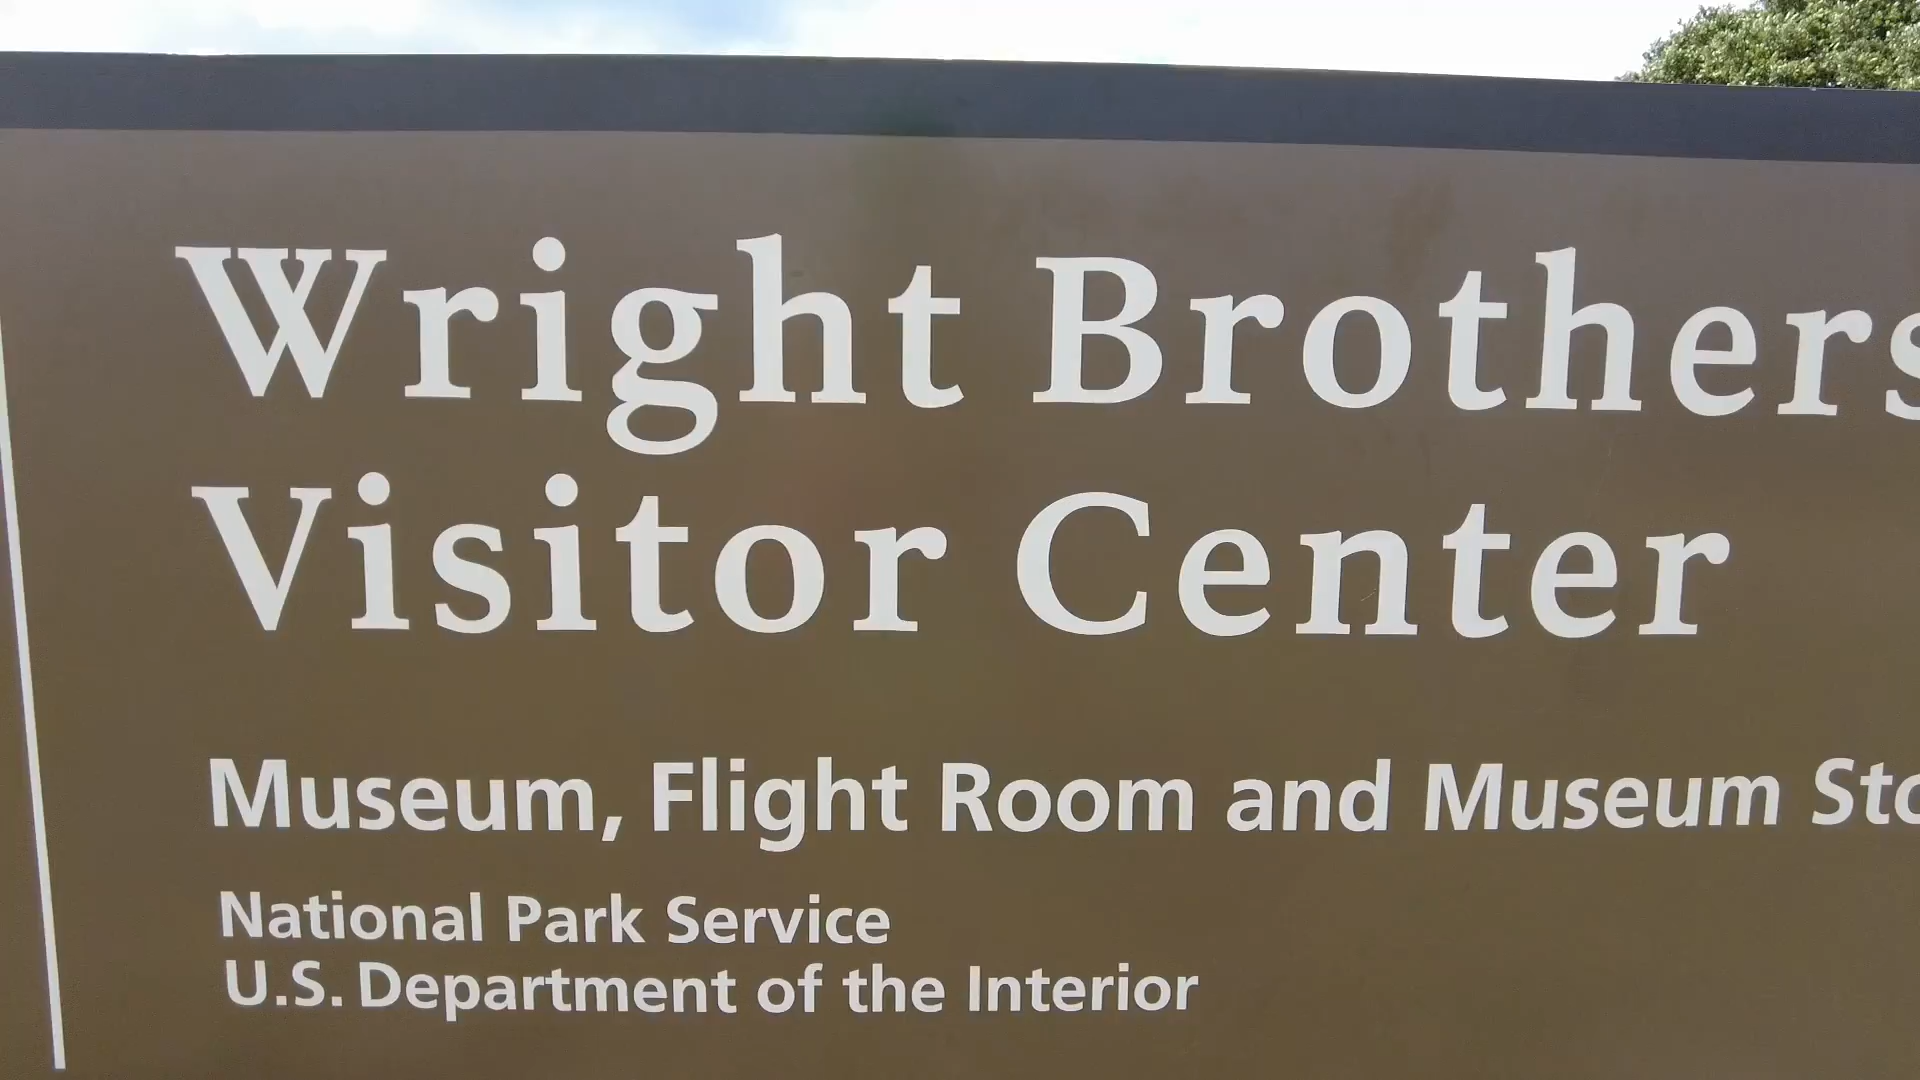 Wright Brothers
Visitor Center
Museum, Flight Room and Museum
National Park Service
U.S. Department of the Interior